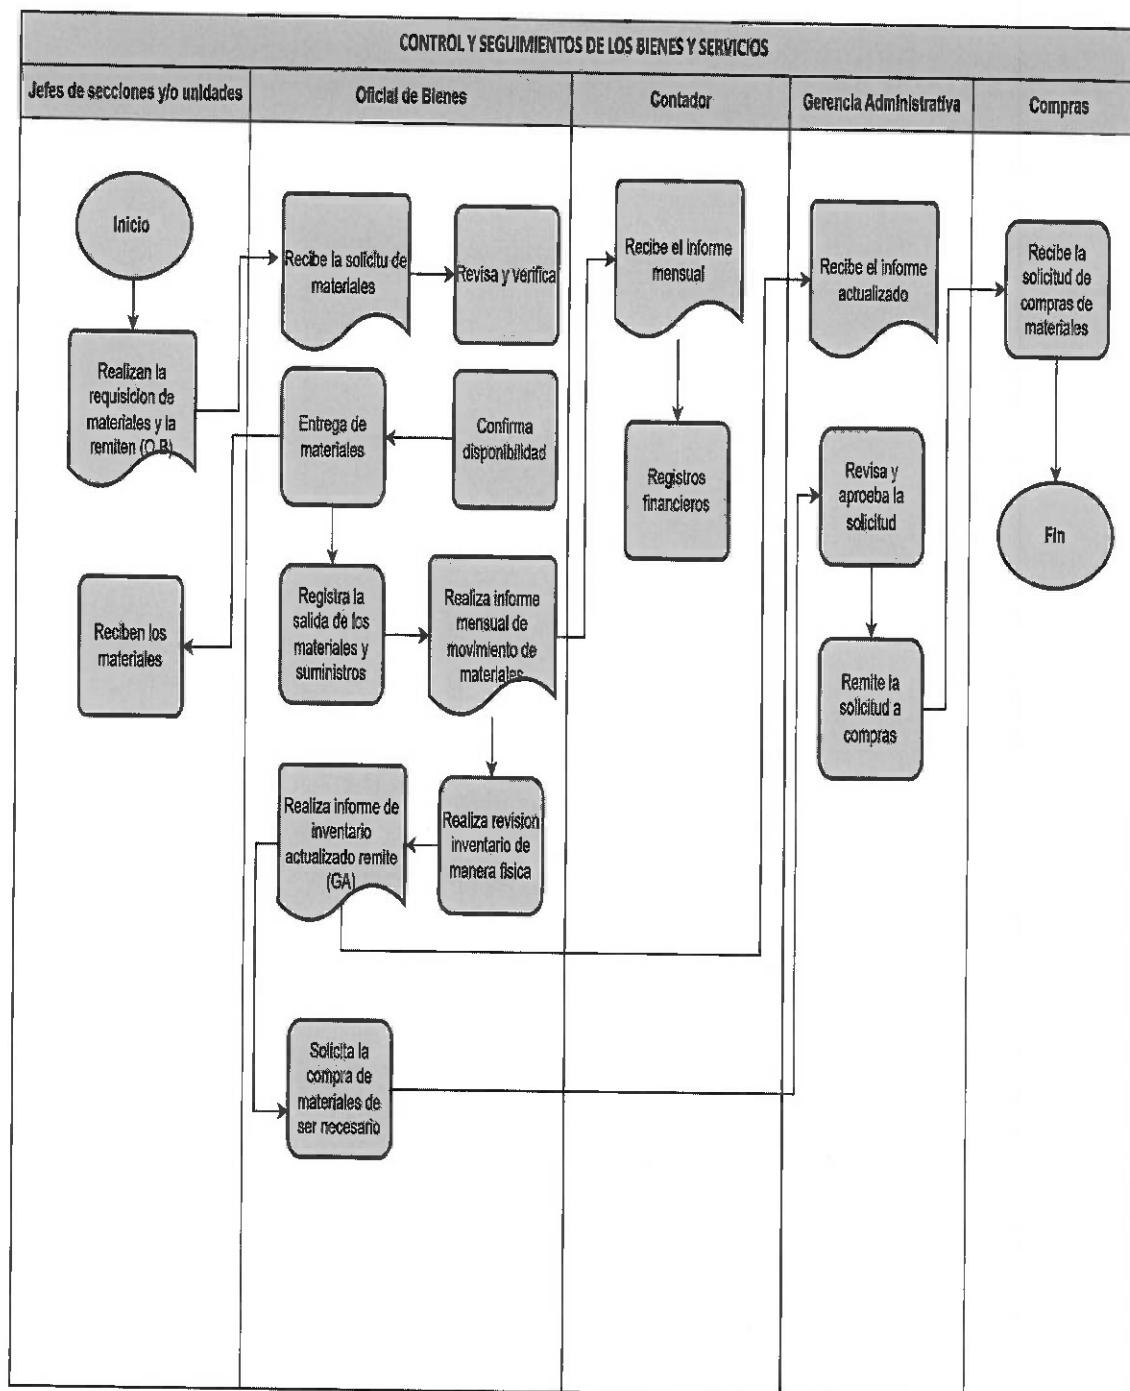 CONTROL Y SEGUIMIENTOS DE LOS BIENES Y SERVICIOS
Jefes de secciones y/o unidades
Oficial de Bienes
Contador
Gerencia Administrativa
Compras
Inicio
Realizan la
requisicion de
materiales y la
remiten (O.B)
Reciben los
materiales
Recibe la solicitu de
materiales
Revisa y verifica
Confirma
disponibilidad
Entrega de
materiales
Registra la
salida de los
materiales y
suministros
Realiza informe
mensual de
movimiento de
materiales
Realiza revision
inventario de
manera fisica
Realiza informe de
inventario
actualizado remite
(GA)
Solicita la
compra de
materiales de
ser necesario
Recibe el informe
mensual
Registros
financieros
Recibe el informe
actualizado
Revisa y
aprueba la
solicitud
Remite la
solicitud a
compras
Recibe la
solicitud de
compras de
materiales
Fin